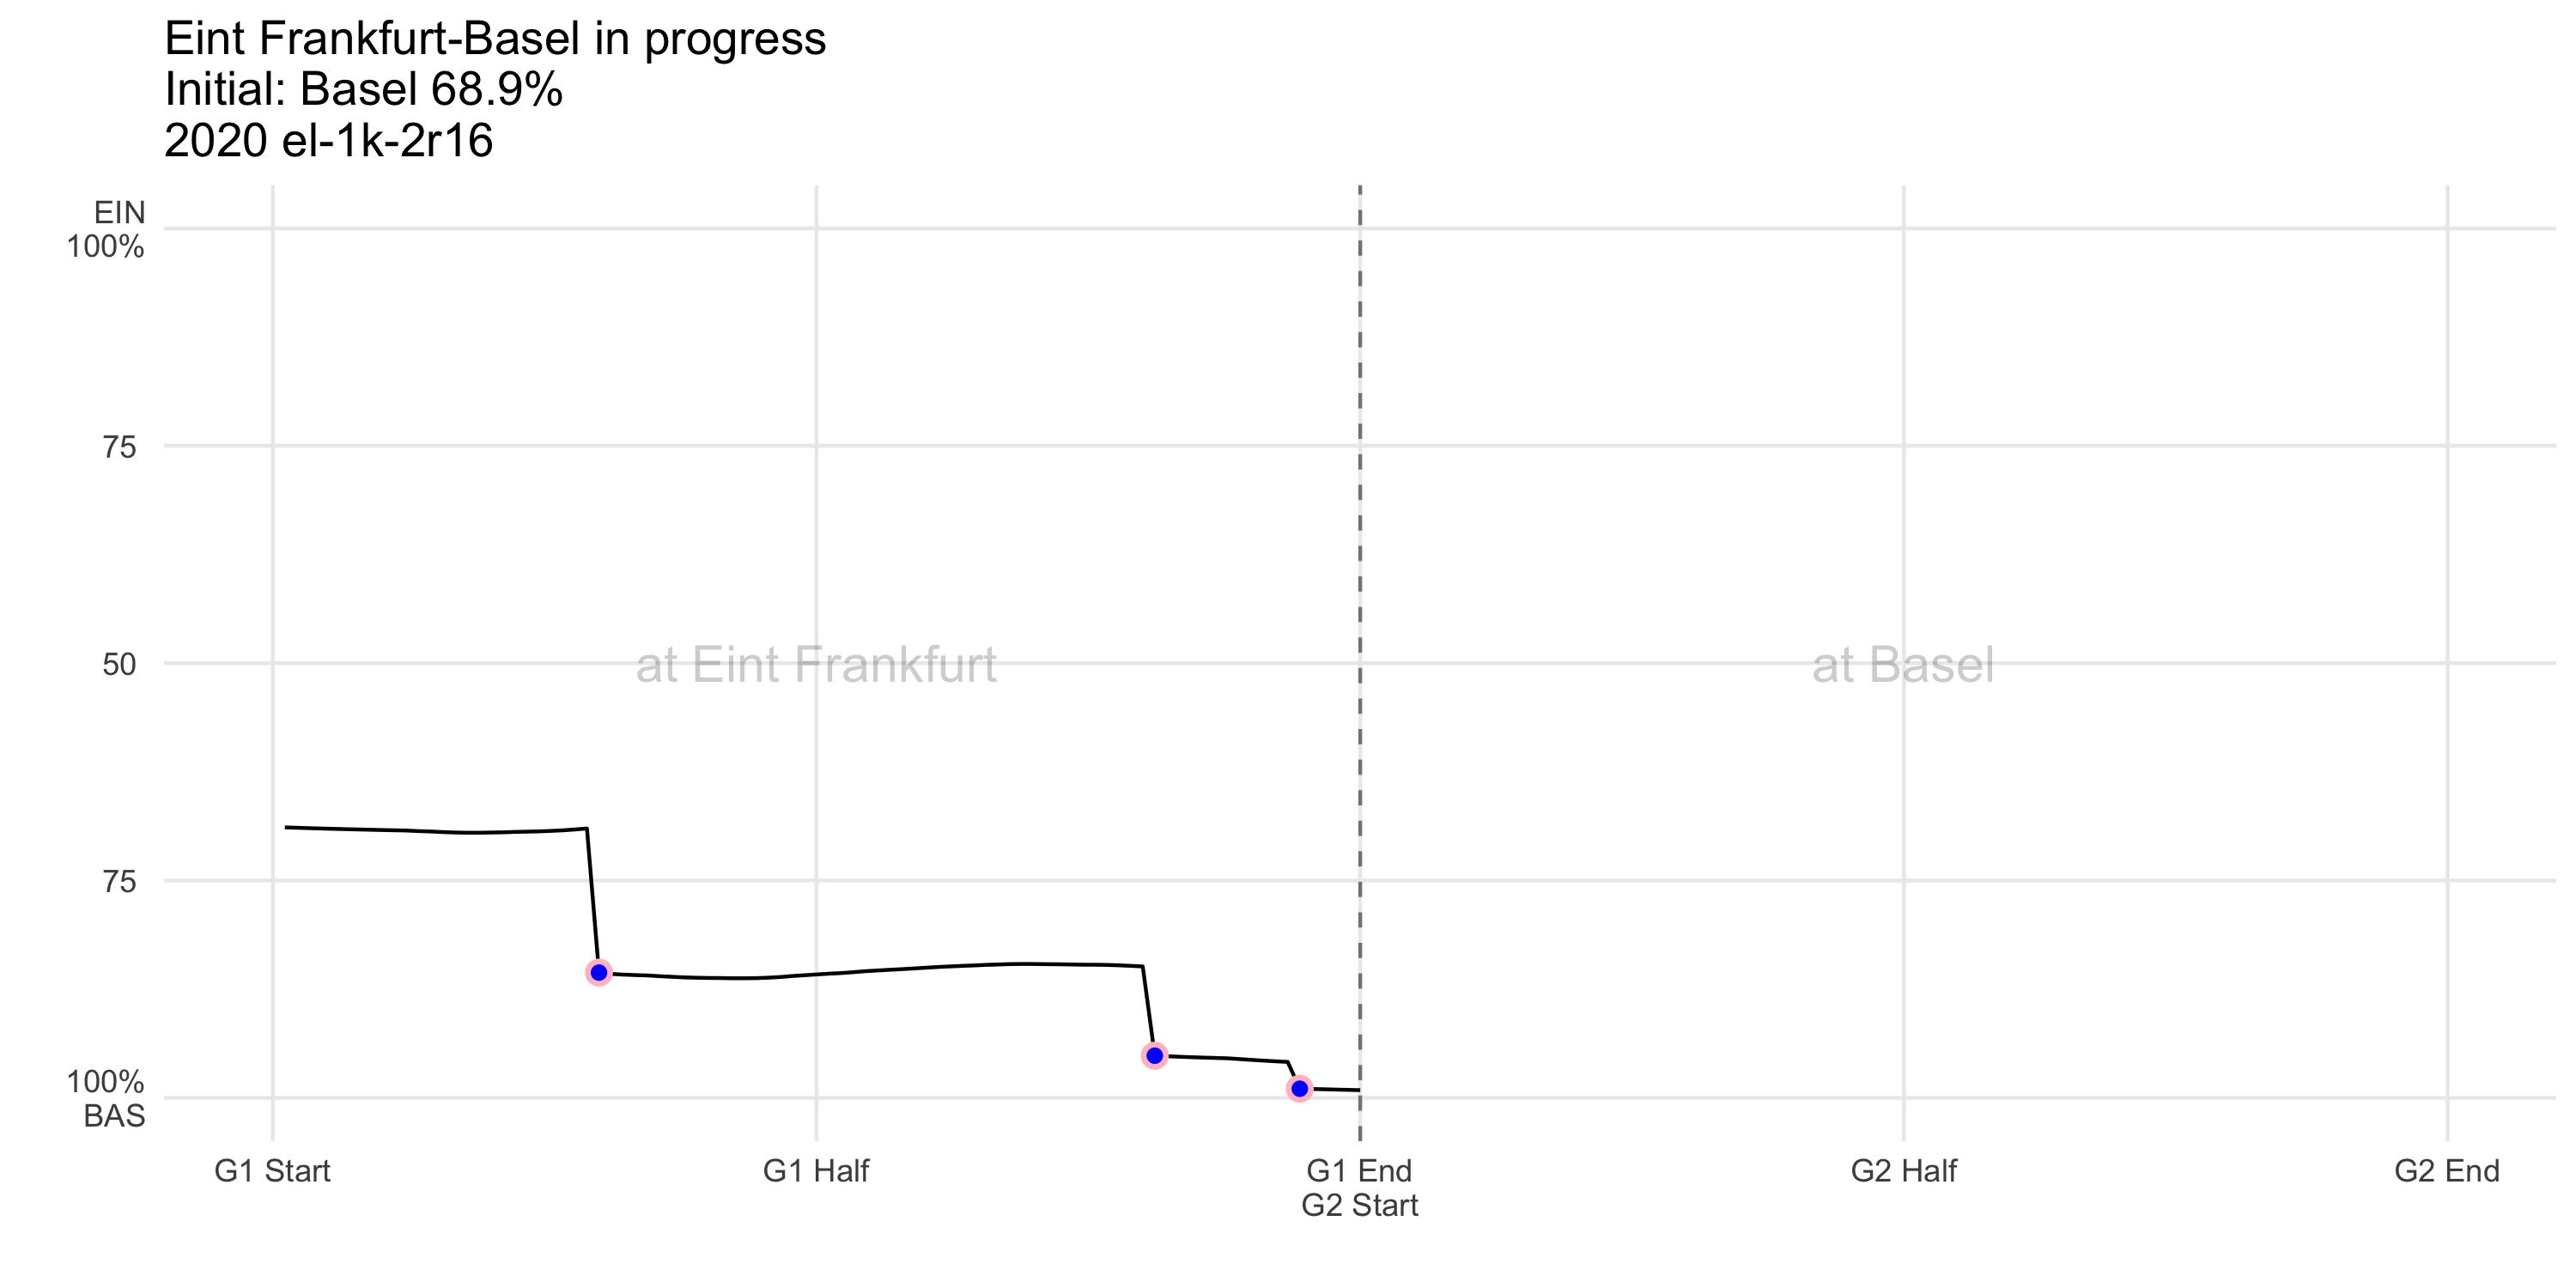 Eint Frankfurt-Basel in progress
Initial: Basel 68.9%
2020 el-1k-2r16
EIN
100%
75
50
at Eint Frankfurt
at Basel
75
100%
BAS
G1 Start
G1 Half
G1 End
G2 Start
G2 Half
G2 End